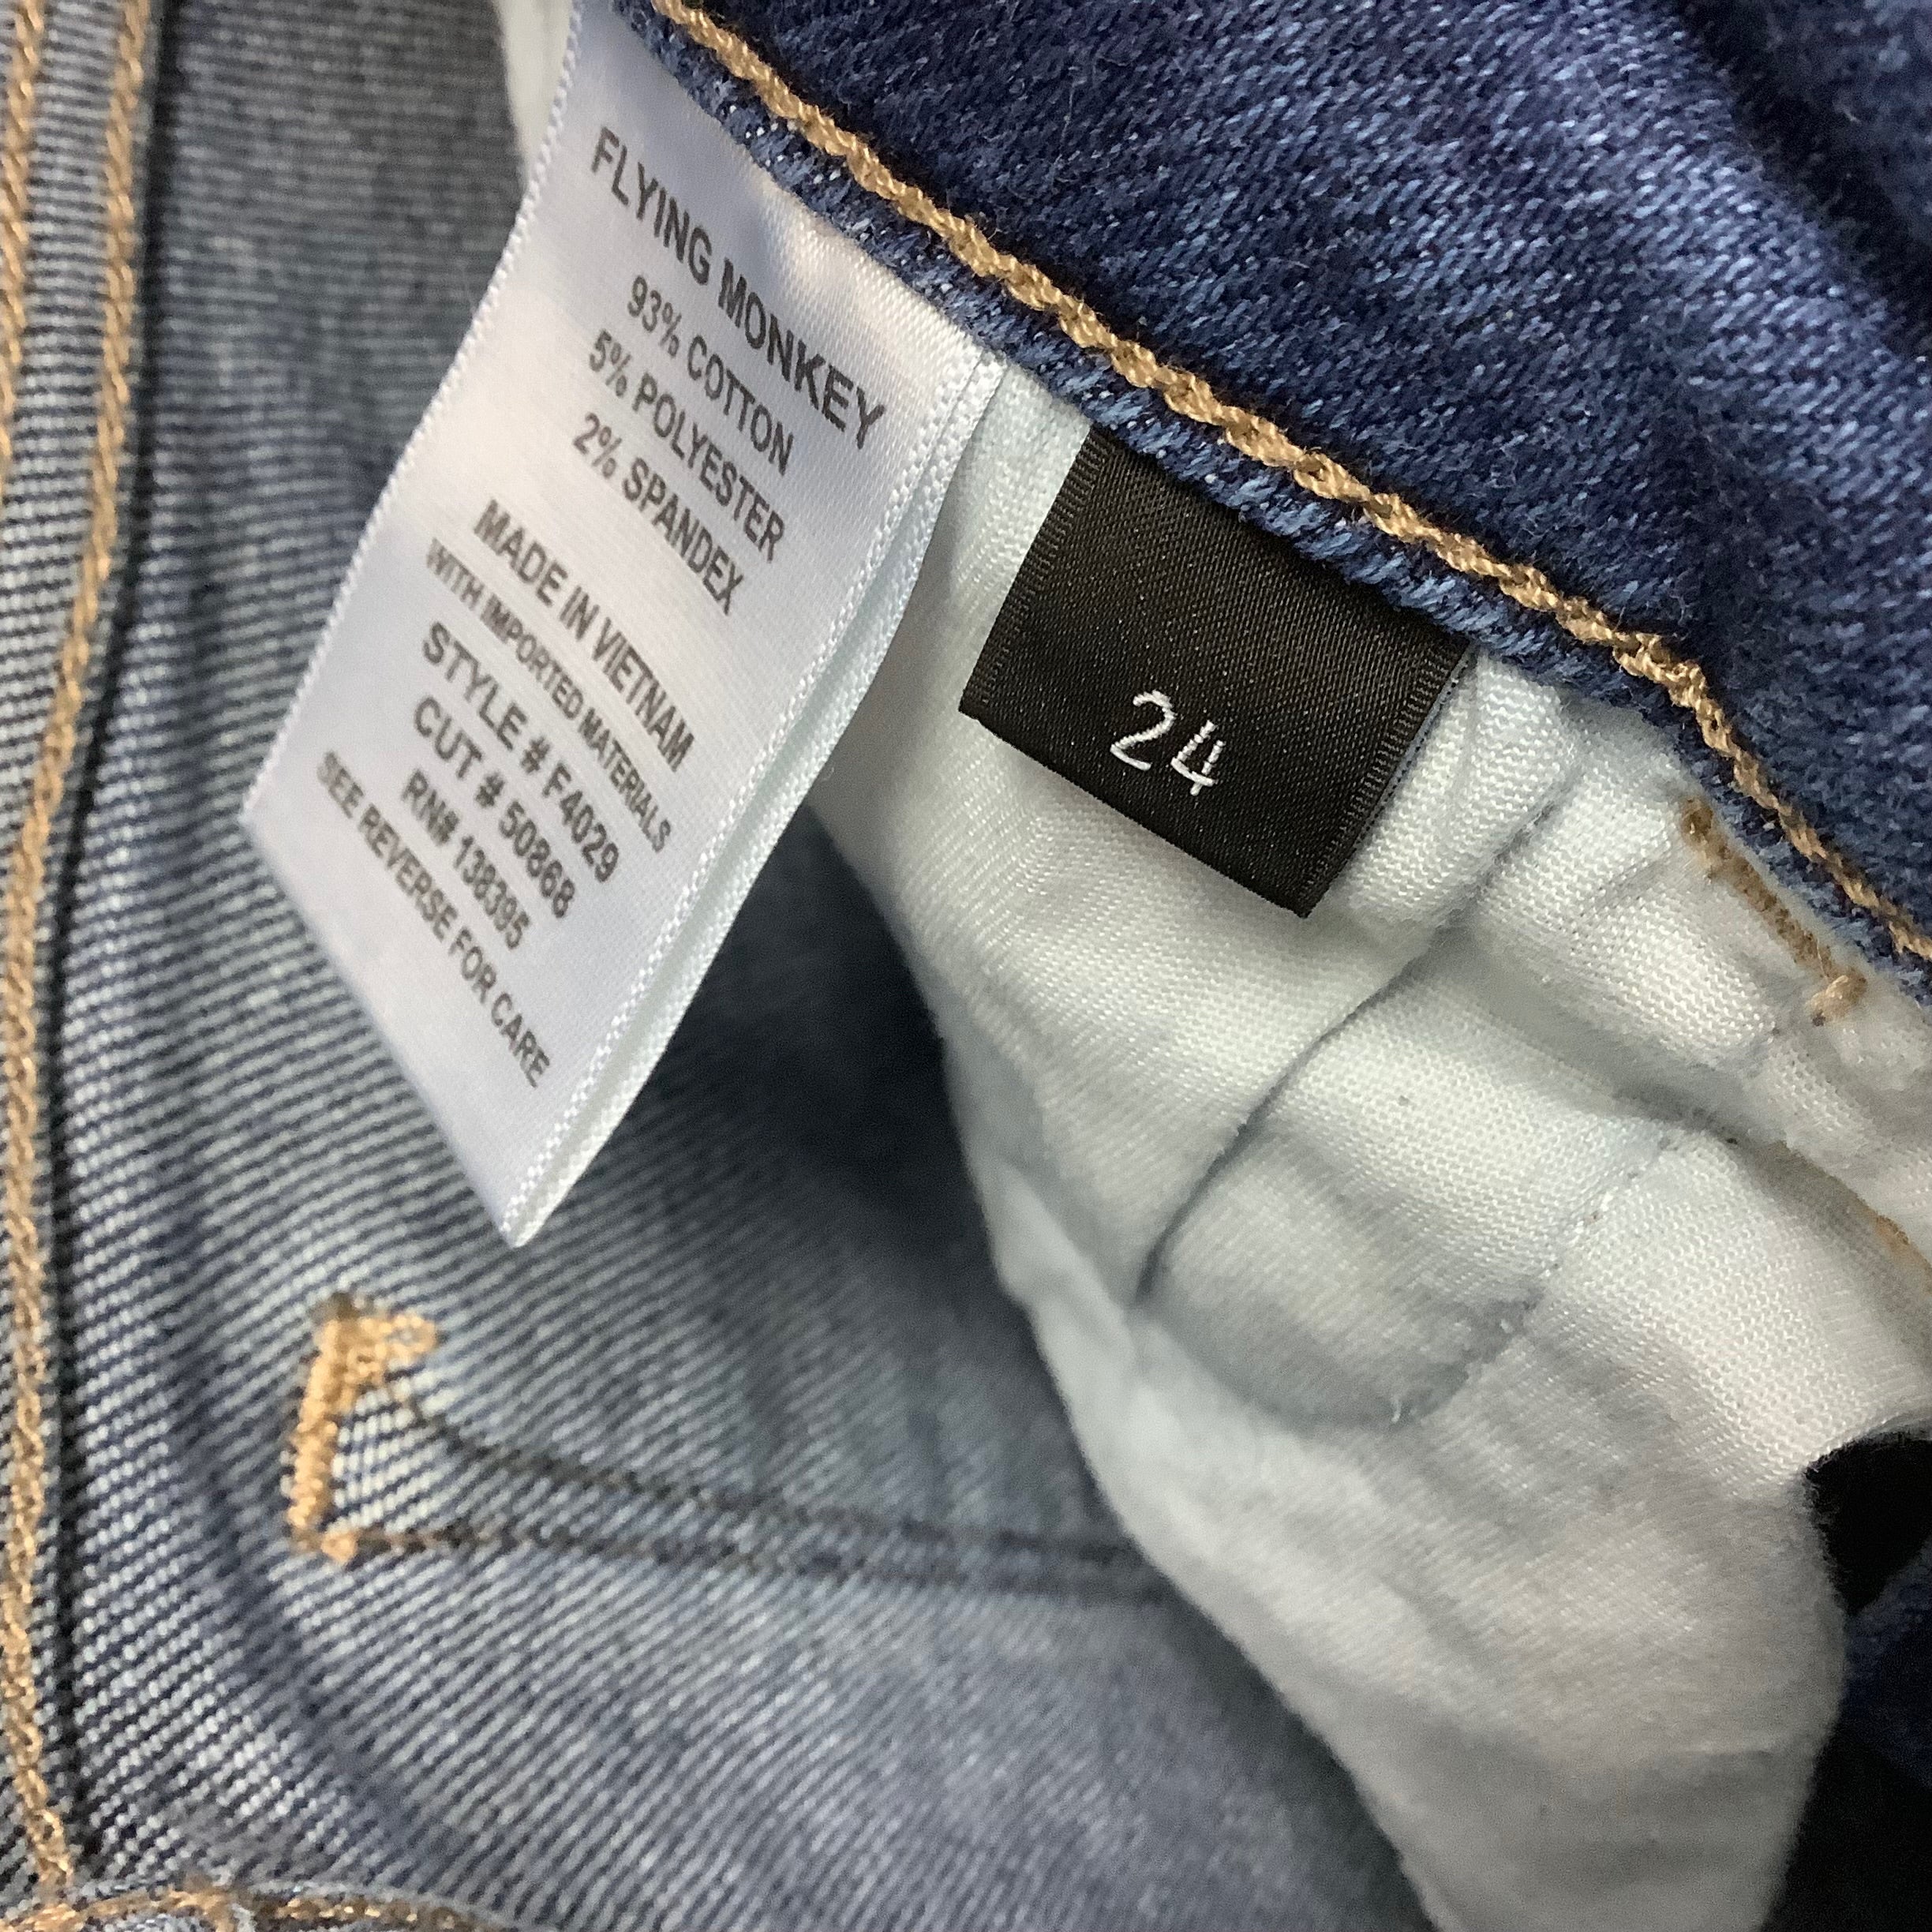 FLYING MONKEY
93% COTTON
5% POLYESTER
2% SPANDEX
MADE IN VIETNAM
WITH IMPORTED MATERIALS
STYLE # F4029
CUT # 50868
RN# 138395
SEE REVERSE FOR CARE
24